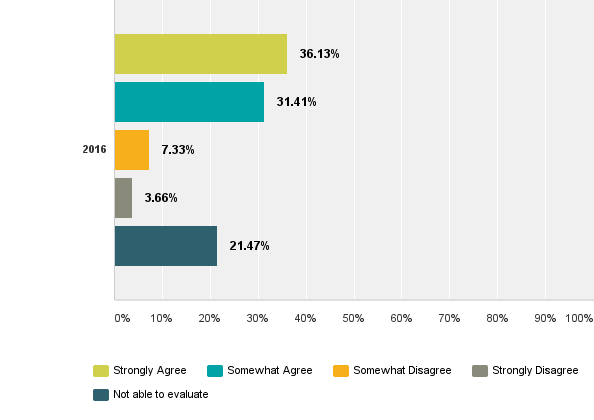 36.13%
31.41%
2016
7.33%
3.66%
21.47%
0% 10% 20% 30% 40% 50% 60% 70% 80% 90% 100%
Strongly Agree Somewhat Agree Somewhat Disagree Strongly Disagree
Not able to evaluate